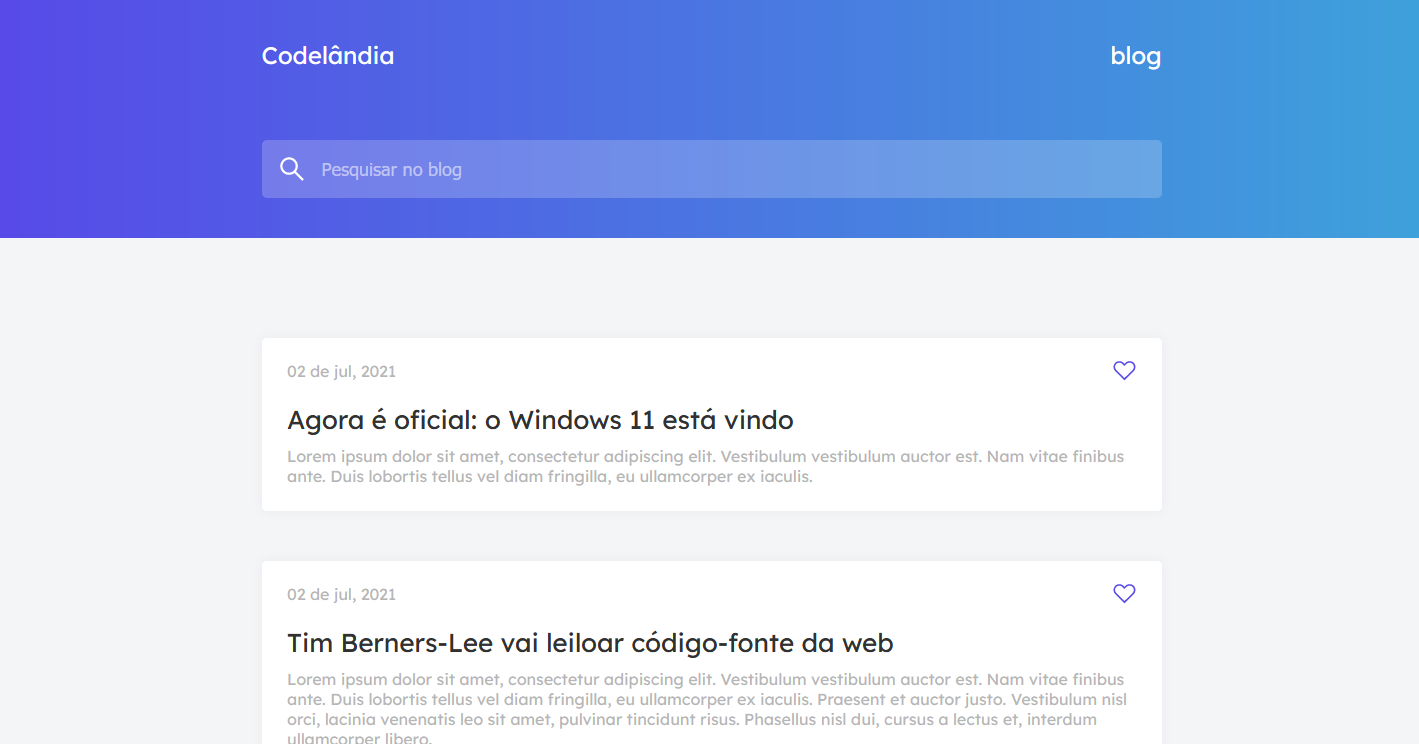 Codelândia
blog
Pesquisar no blog
02 de jul, 2021
Agora é oficial: o Windows 11 está vindo
Lorem ipsum dolor sit amet, consectetur adipiscing elit. Vestibulum vestibulum auctor est. Nam vitae finibus
ante. Duis lobortis tellus vel diam fringilla, eu ullamcorper ex iaculis.
02 de jul, 2021
Tim Berners-Lee vai leiloar código-fonte da web
Lorem ipsum dolor sit amet, consectetur adipiscing elit. Vestibulum vestibulum auctor est. Nam vitae finibus
ante. Duis lobortis tellus vel diam fringilla, eu ullamcorper ex iaculis. Praesent et auctor justo. Vestibulum nisl
orci, lacinia venenatis leo sit amet, pulvinar tincidunt risus. Phasellus nisl dui, cursus a lectus et, interdum
ullamcorper libero.